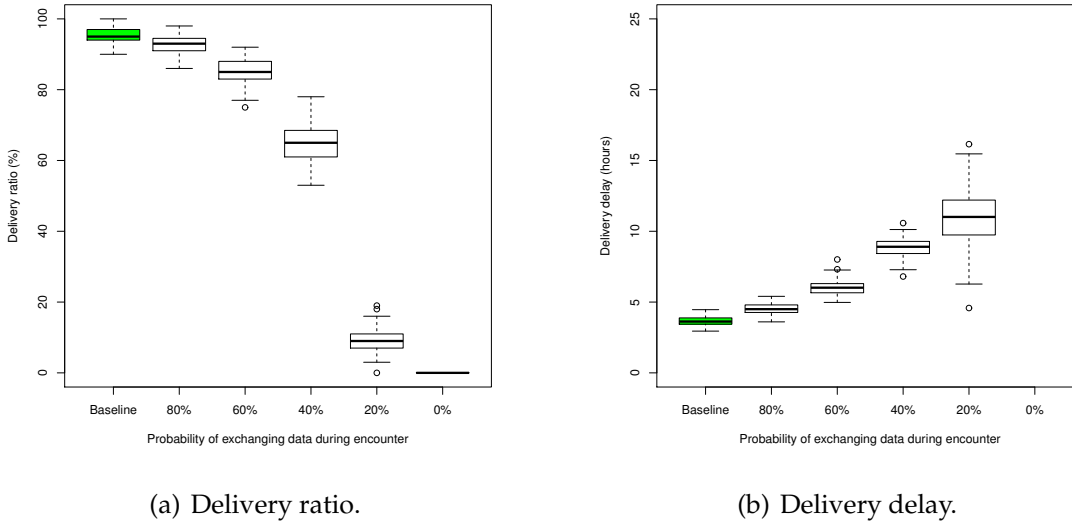 100
80
60
40
20
0
Delivery ratio (%)
Baseline 80% 60% 40% 20% 0%
Probability of exchanging data during encounter
(a) Delivery ratio.
25
20
15
10
5
0
Delivery delay (hours)
Baseline 80% 60% 40% 20% 0%
Probability of exchanging data during encounter
(b) Delivery delay.